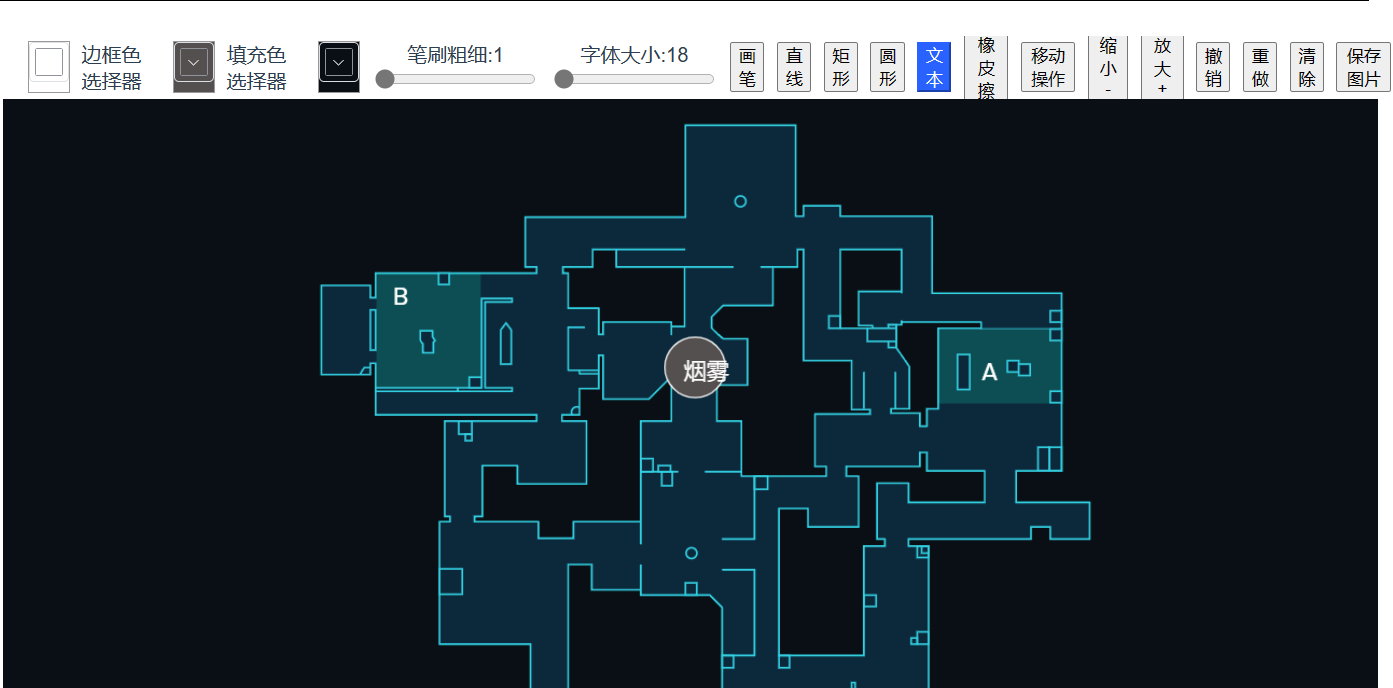 边框色
选择器
填充色
选择器
笔刷粗细:1
字体大小:18
画
笔
直
线
矩
形
圆
形
文
本
橡
皮
擦
移动
操作
缩
小
-
放
大
+
撤
销
重
做
清
除
保存
图片
B
烟雾
A